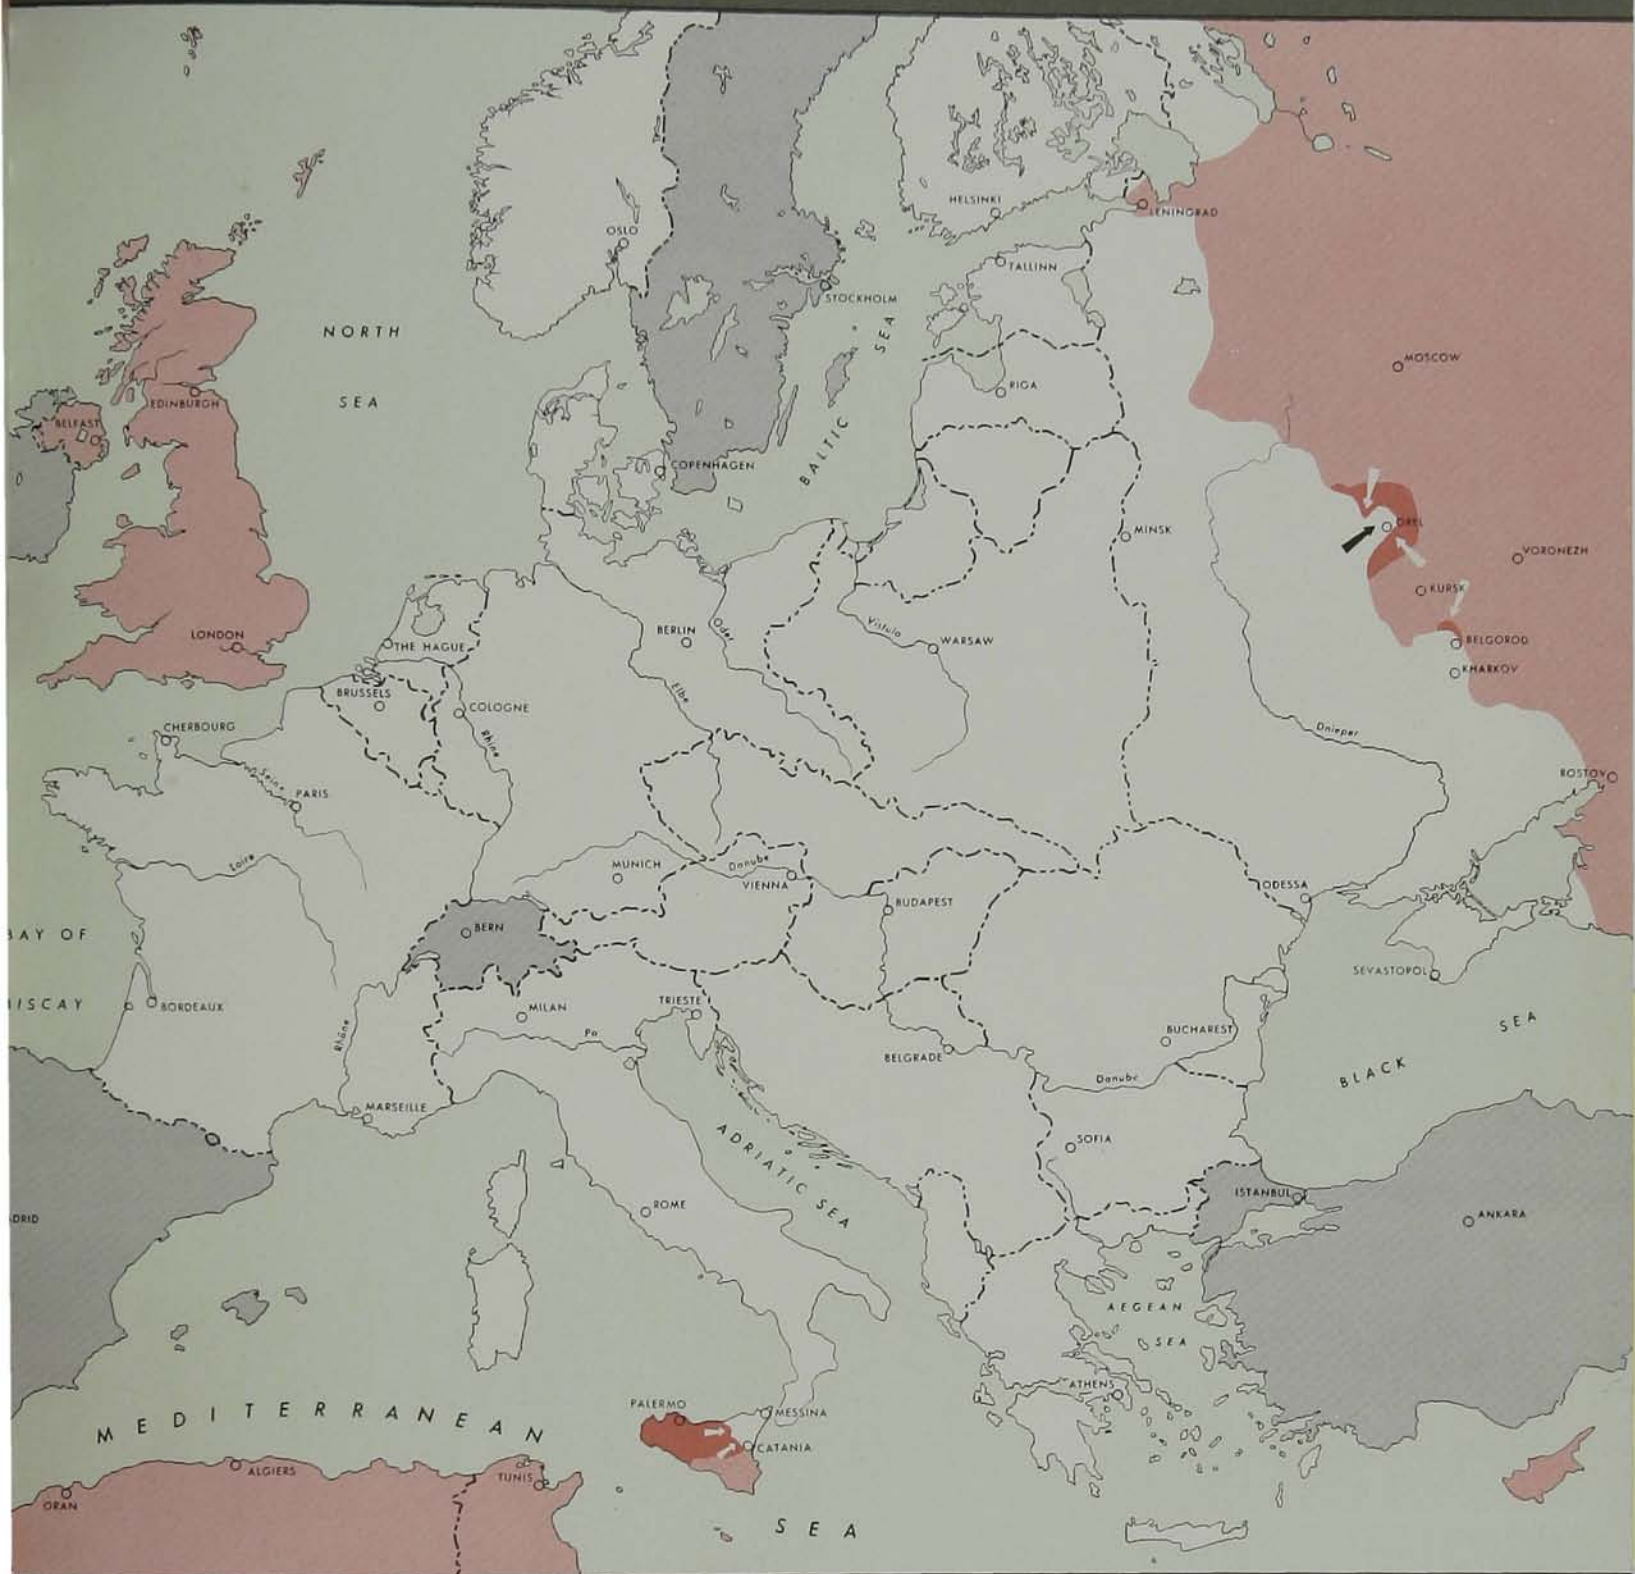 HELSINKI
LENINGRAD
OSLO
TALLINN
STOCKHOLM
NORTH
SEA
BALTIC
SEA
MOSCOW
RIGA
EDINBURGH
BELFAST
COPENHAGEN
OREL
MINSK
VORONEZH
KURSK
LONDON
THE HAGUE
BERLIN
Oder
Vistula
WARSAW
BELGOROD
KHARKOV
BRUSSELS
COLOGNE
Elbe
Rhine
CHERBOURG
Dnieper
Seine
PARIS
ROSTOV
Loire
MUNICH
Danube
VIENNA
BUDAPEST
ODESSA
BAY OF
BISCAY
BERN
SEVASTOPOL
BORDEAUX
MILAN
TRIESTE
Rhône
Po
BELGRADE
BUCHAREST
BLACK
SEA
Danube
MARSEILLE
ADRIATIC SEA
SOFIA
ISTANBUL
ANKARA
DRID
ROME
AEGEAN
SEA
ATHENS
MEDITERRANEAN
SEA
PALERMO
MESSINA
CATANIA
ALGIERS
TUNIS
ORAN